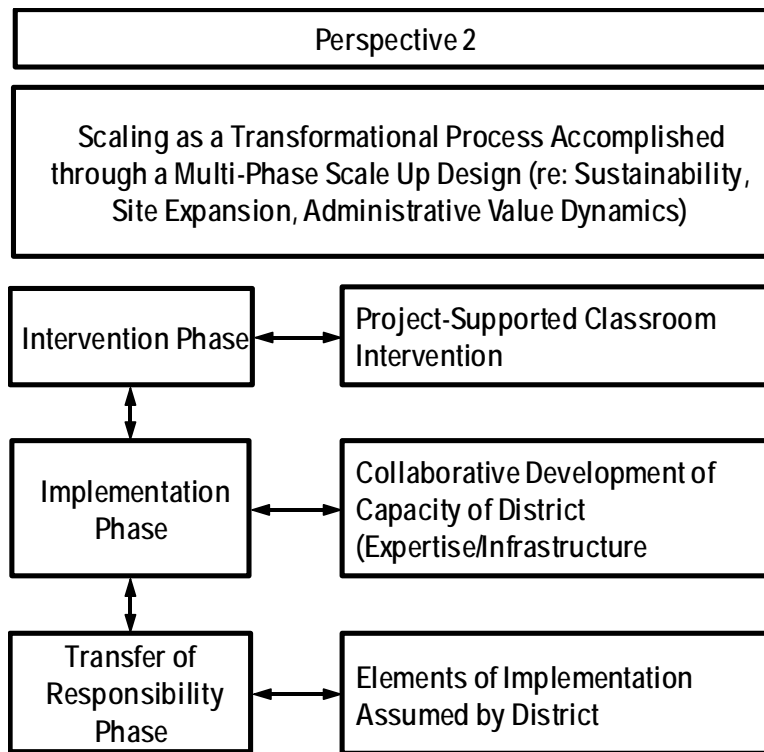 Perspective 2
Scaling as a Transformational Process Accomplished
through a Multi-Phase Scale Up Design (re: Sustainability,
Site Expansion, Administrative Value Dynamics)
Intervention Phase
Project-Supported Classroom
Intervention
Implementation
Phase
Collaborative Development of
Capacity of District
(Expertise/Infrastructure
Transfer of
Responsibility
Phase
Elements of Implementation
Assumed by District